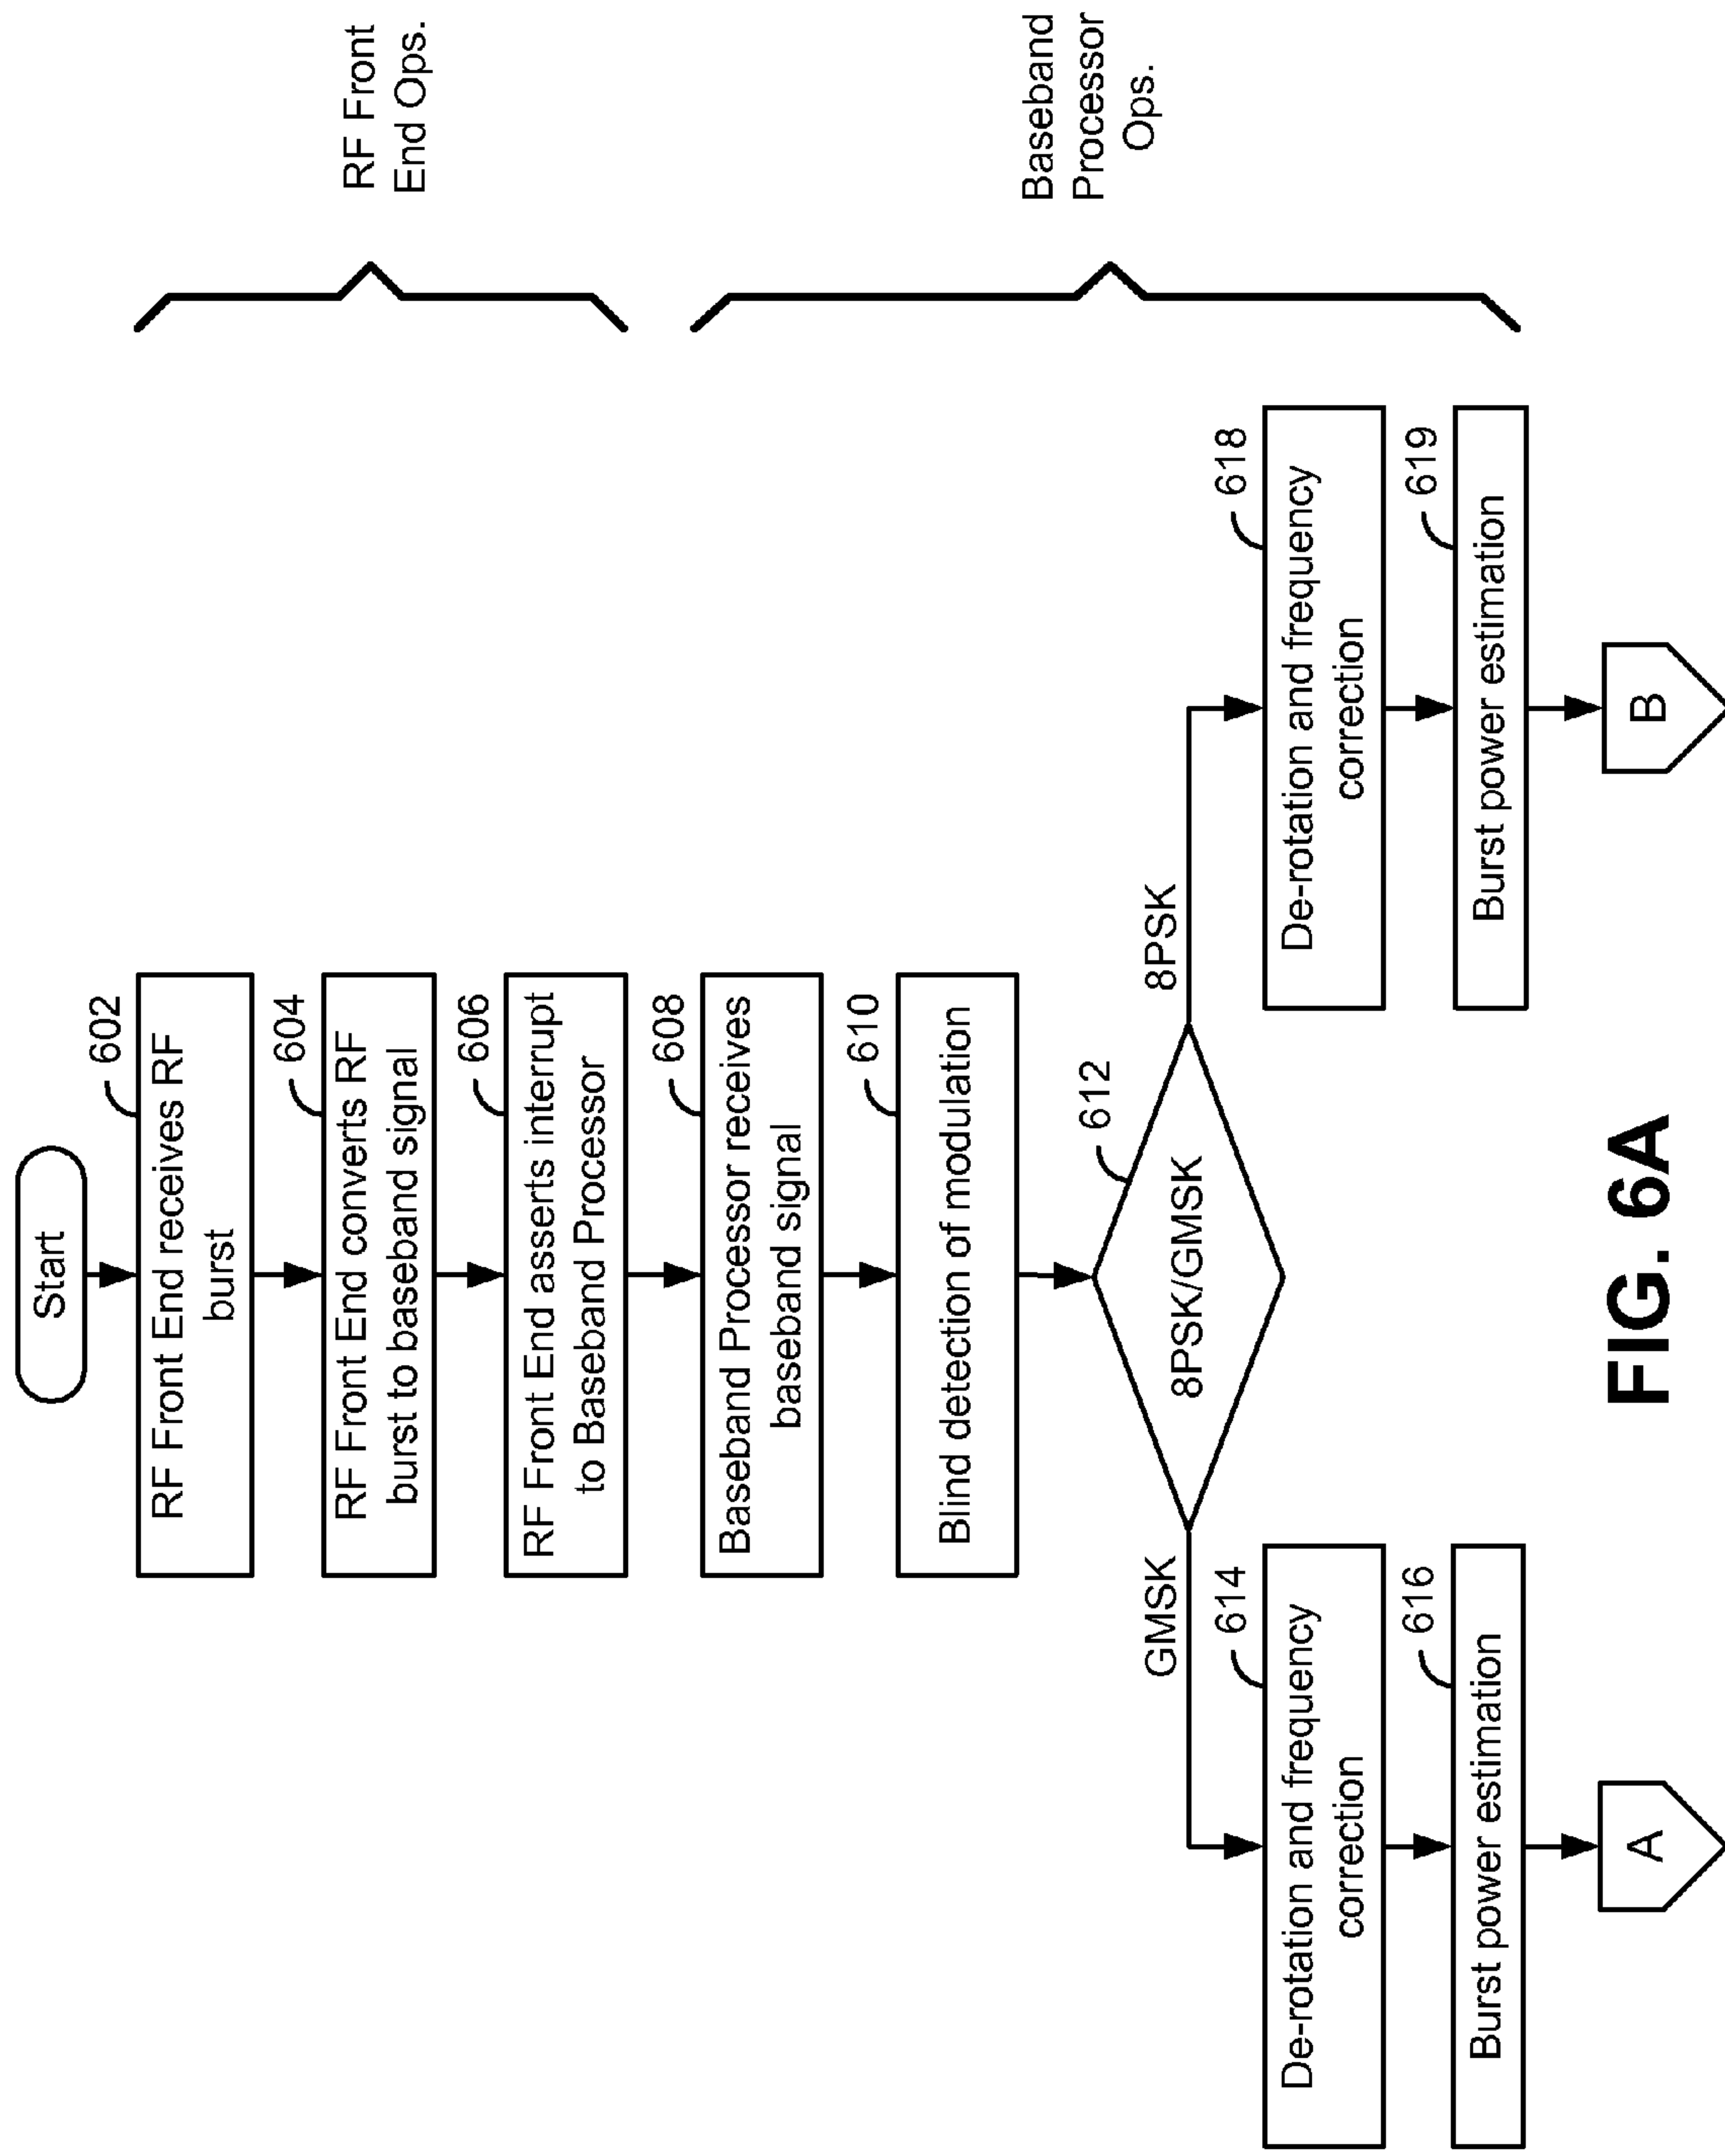 Start
602
RF Front End receives RF
burst
604
RF Front End converts RF
burst to baseband signal
606
RF Front End asserts interrupt
to Baseband Processor
RF Front
End Ops.
608
Baseband Processor receives
baseband signal
610
Blind detection of modulation
612
8PSK/GMSK
GMSK
8PSK
614
De-rotation and frequency
correction
616
Burst power estimation
A
618
De-rotation and frequency
correction
619
Burst power estimation
B
Baseband
Processor
Ops.
FIG. 6A